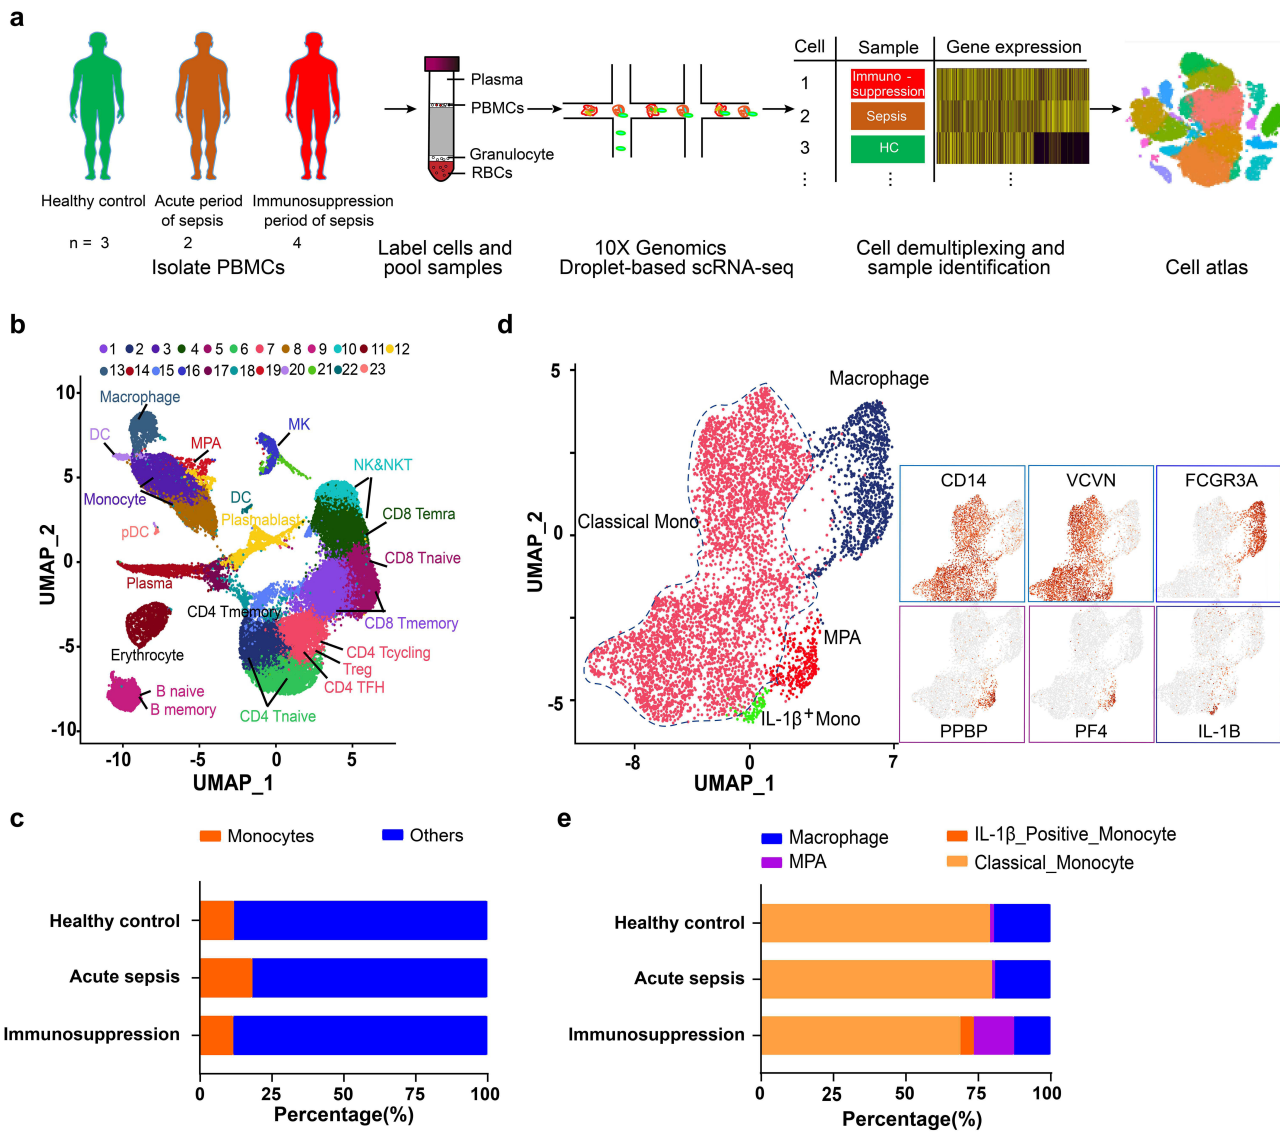 a
Healthy control
Acute period
of sepsis
Immunosuppression
period of sepsis
n = 3
2
4
Isolate PBMCs
Plasma
PBMCs
Granulocyte
RBCs
Label cells and
pool samples
10X Genomics
Droplet-based scRNA-seq
Cell
Sample
Gene expression
1
Immuno -
suppression
2
Sepsis
3
HC
Cell demultiplexing and
sample identification
Cell atlas
b
1 2 3 4 5 6 7 8 9 10 11 12
13 14 15 16 17 18 19 20 21 22 23
UMAP_2
10
5
0
-5
-10
Macrophage
DC
MPA
Monocyte
pDC
MK
NK&NKT
DC
Plasmablast
CD8 Temra
CD8 Tnaive
Plasma
CD4 Tmemory
CD8 Tmemory
Erythrocyte
CD4 Tcycling
Treg
CD4 TFH
B naive
B memory
CD4 Tnaive
-10 -5 0 5
UMAP_1
d
UMAP_2
5
0
-5
Macrophage
Classical Mono
MPA
IL-1β+ Mono
-8 0 7
UMAP_1
CD14
VCVN
FCGR3A
PPBP
PF4
IL-1B
c
Monocytes
Others
Healthy control
Acute sepsis
Immunosuppression
0 25 50 75 100
Percentage(%)
e
Macrophage
IL-1β_Positive_Monocyte
MPA
Classical_Monocyte
Healthy control
Acute sepsis
Immunosuppression
0 25 50 75 100
Percentage(%)